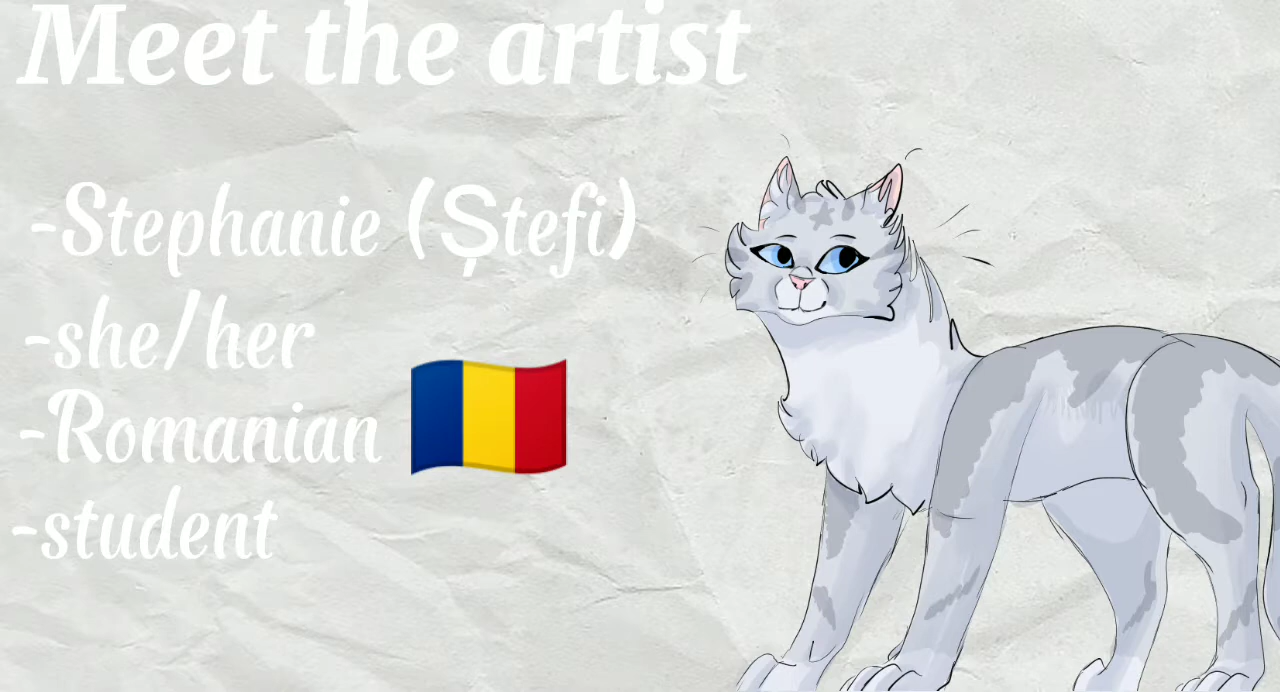 Meet the artist
-Stephanie (Ștefi)
-she/her
-Romanian 🇷🇴
-student